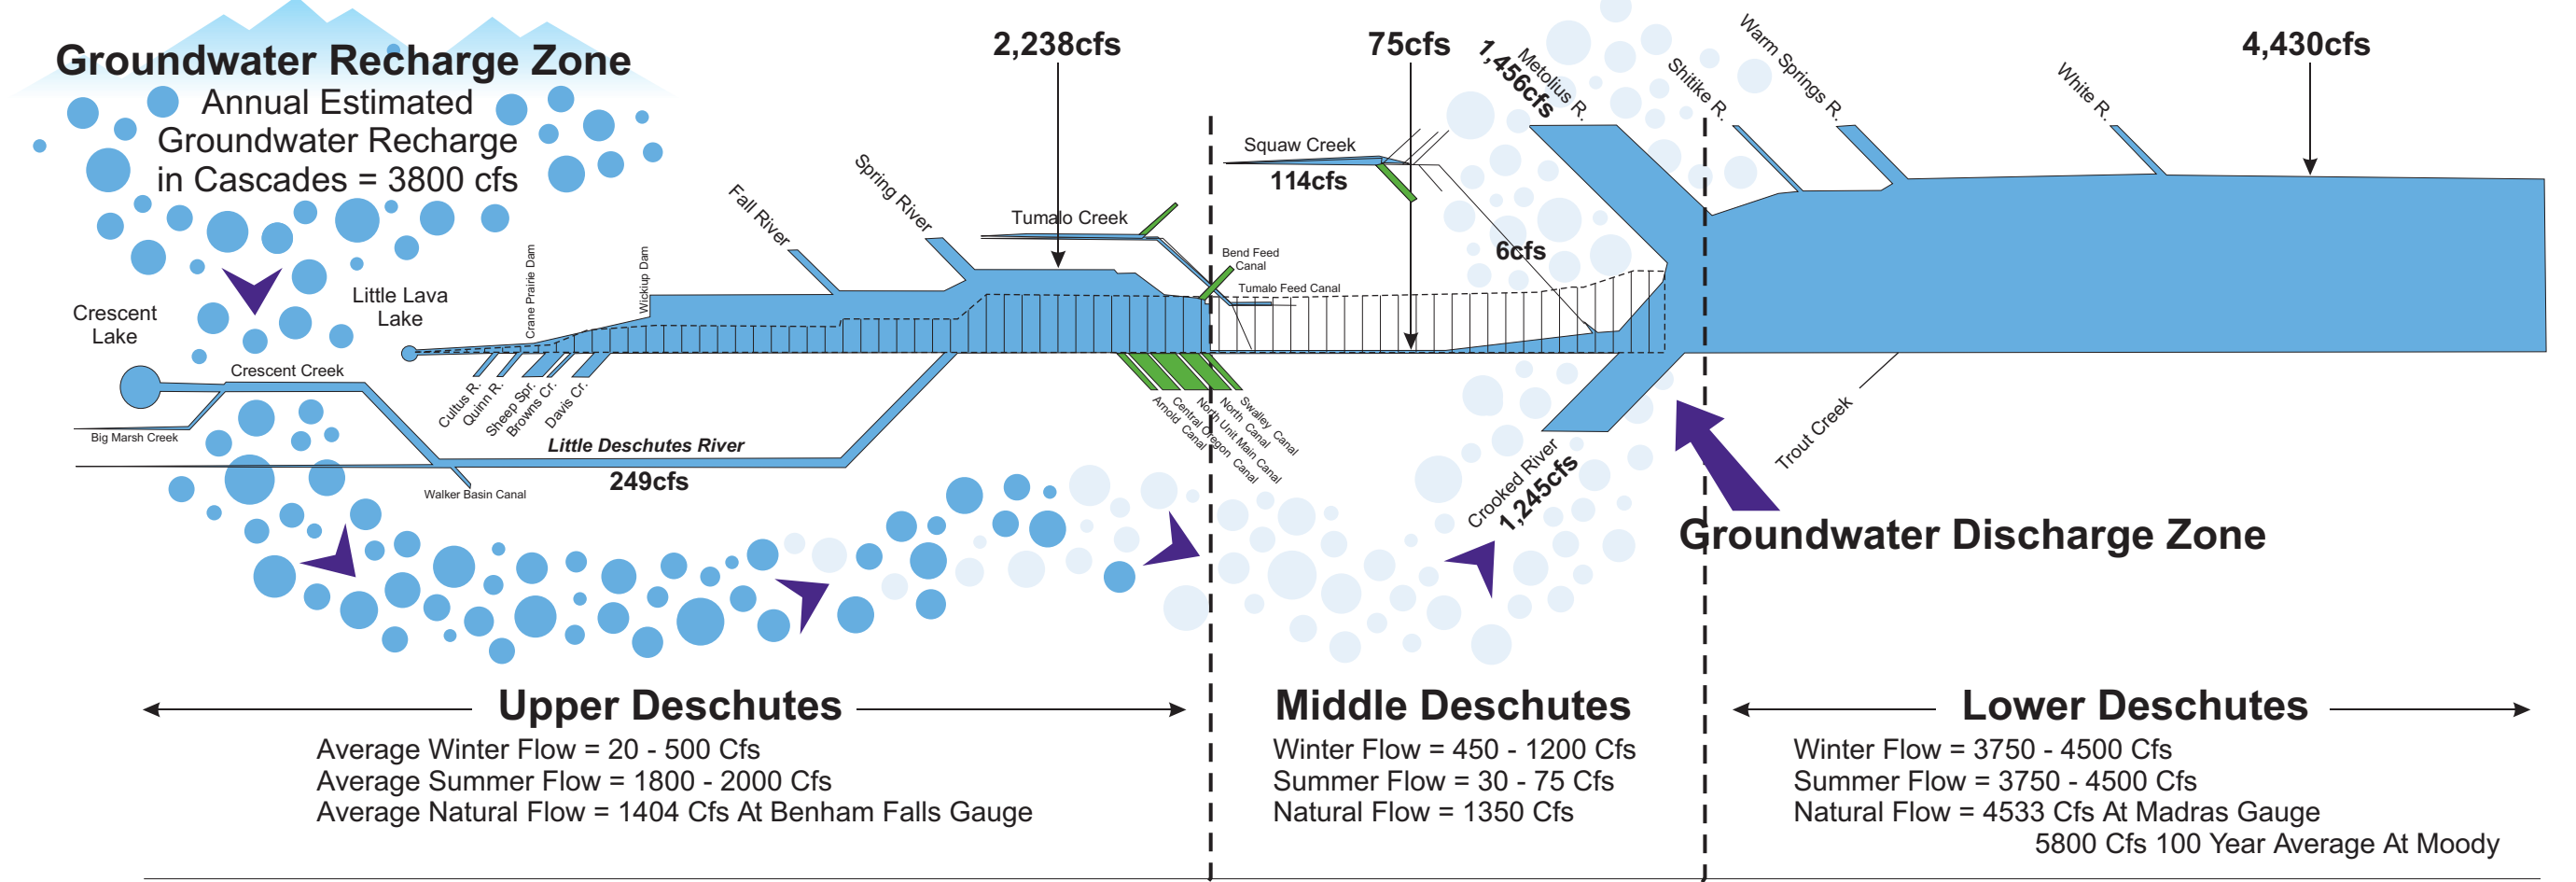 Groundwater Recharge Zone
Annual Estimated
Groundwater Recharge
in Cascades = 3800 cfs
2,238cfs
75cfs
1,456cfs
Metolius R.
Shitike R.
Warm Springs R.
White R.
4,430cfs
Squaw Creek
114cfs
6cfs
Fall River
Spring River
Tumalo Creek
Bend Feed
Canal
Tumalo Feed Canal
Crane Prairie Dam
Wickiup Dam
Crescent
Lake
Little Lava
Lake
Crescent Creek
Big Marsh Creek
Cultus R.
Quinn R.
Sheep Spr.
Browns Cr.
Davis Cr.
Little Deschutes River
249cfs
Walker Basin Canal
Arnold Canal
Central Oregon Canal
North Unit Main Canal
North Canal
Swalley Canal
Crooked River
1,245cfs
Trout Creek
Groundwater Discharge Zone
Upper Deschutes
Average Winter Flow = 20 - 500 Cfs
Average Summer Flow = 1800 - 2000 Cfs
Average Natural Flow = 1404 Cfs At Benham Falls Gauge
Middle Deschutes
Winter Flow = 450 - 1200 Cfs
Summer Flow = 30 - 75 Cfs
Natural Flow = 1350 Cfs
Lower Deschutes
Winter Flow = 3750 - 4500 Cfs
Summer Flow = 3750 - 4500 Cfs
Natural Flow = 4533 Cfs At Madras Gauge
5800 Cfs 100 Year Average At Moody